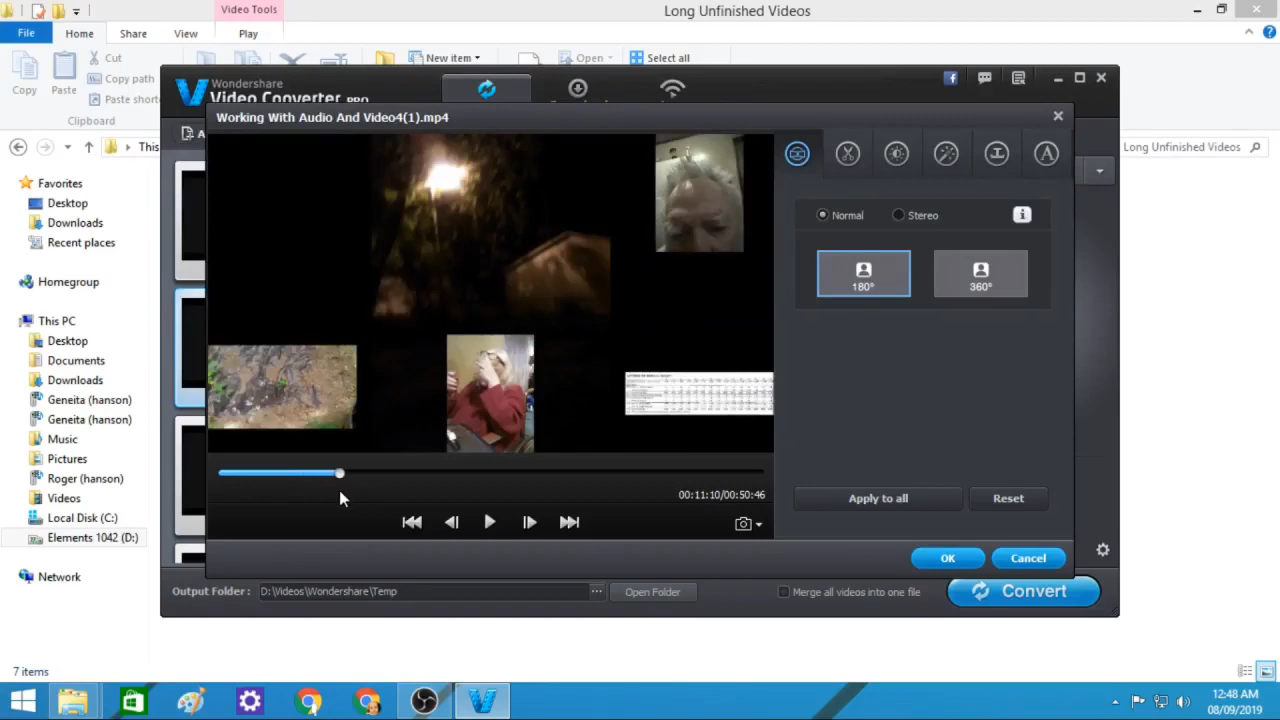 Video Tools
Long Unfinished Videos
File
Home
Share
View
Play
Copy
Paste
Cut
Copy path
Paste shortc
Clipboard
New item
Open
Select all
This
Long Unfinished Videos
Favorites
Desktop
Downloads
Recent places
Homegroup
This PC
Desktop
Documents
Downloads
Geneita (hanson)
Geneita (hanson)
Music
Pictures
Roger (hanson)
Videos
Local Disk (C:)
Elements 1042 (D:)
Network
7 items
Wondershare
Video Converter PRO
A
Working With Audio And Video4(1).mp4
Normal
Stereo
180°
360°
00:11:10/00:50:46
Apply to all
Reset
OK
Cancel
Output Folder :
D:\Videos\Wondershare\Temp
Open Folder
Merge all videos into one file
Convert
12:48 AM
08/09/2019